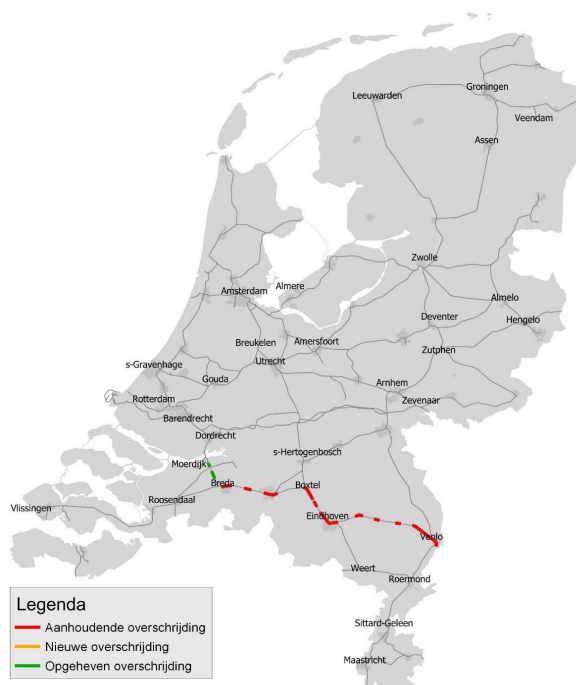 Groningen
Leeuwarden
Veendam
Assen
Zwolle
Almere
Amsterdam
Almelo
Deventer
Hengelo
Breukelen
Amersfoort
Utrecht
Zutphen
s-Gravenhage
Gouda
Arnhem
Zevenaar
Rotterdam
Barendrecht
Dordrecht
s-Hertogenbosch
Moerdijk
Breda
Boxtel
Roosendaal
Vlissingen
Eindhoven
Venlo
Weert
Roermond
Sittard-Geleen
Maastricht
Legenda
Aanhoudende overschrijding
Nieuwe overschrijding
Opgeheven overschrijding